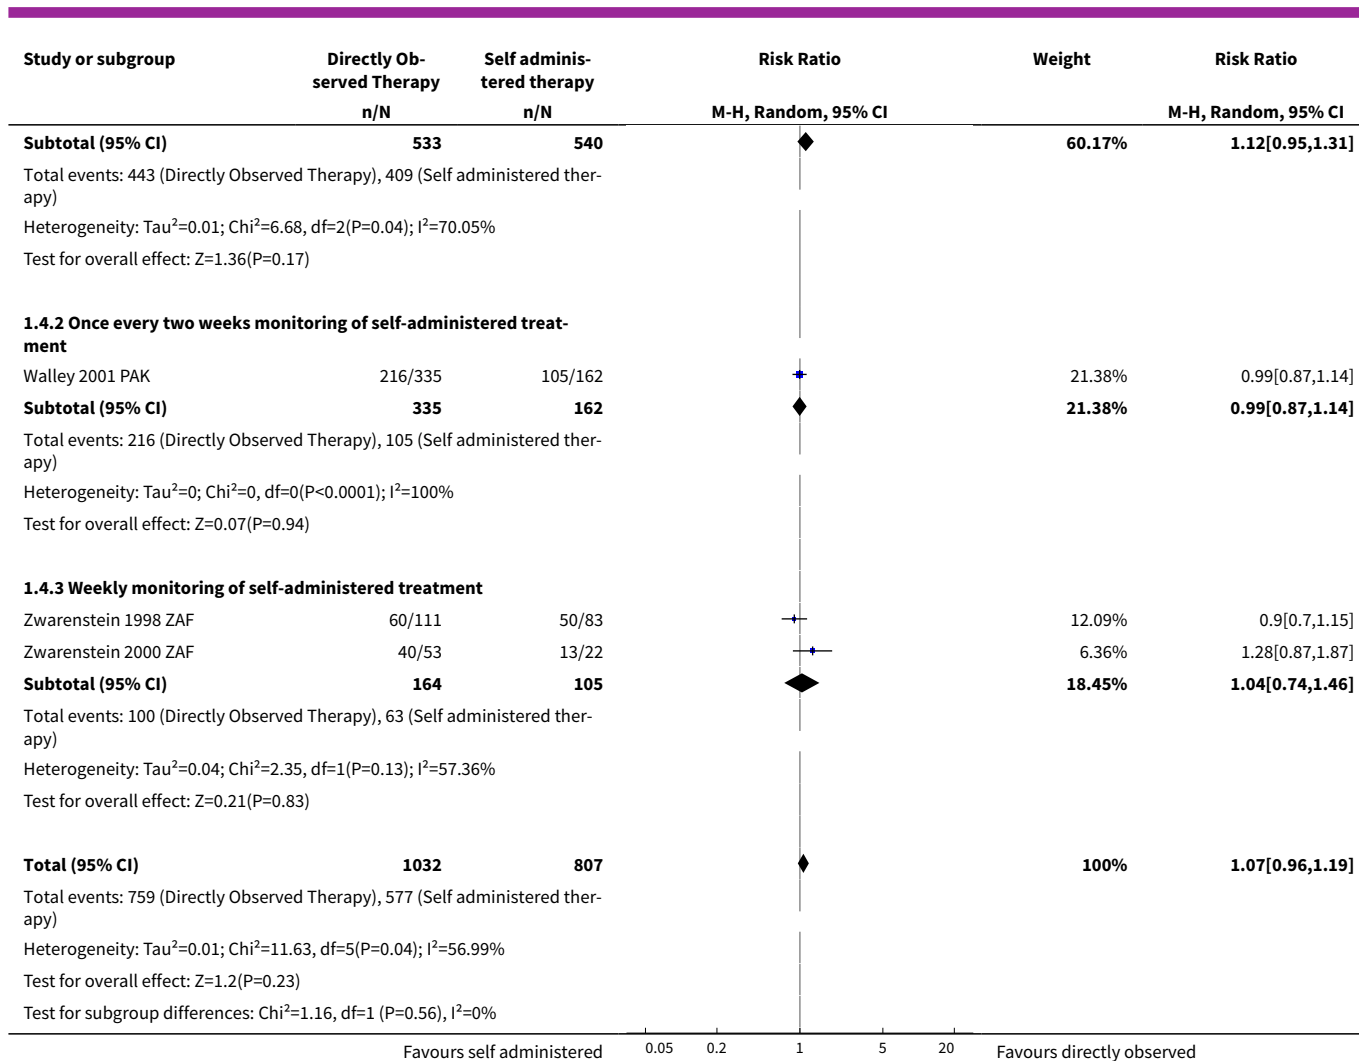 Study or subgroup Directly Ob- Self adminis- Risk Ratio Weight Risk Ratio
served Therapy tered therapy
n/N n/N M-H, Random, 95% CI M-H, Random, 95% CI
Subtotal (95% CI) 533 540 60.17% 1.12[0.95,1.31]
Total events: 443 (Directly Observed Therapy), 409 (Self administered ther-
apy)
Heterogeneity: Tau²=0.01; Chi²=6.68, df=2(P=0.04); I²=70.05%
Test for overall effect: Z=1.36(P=0.17)
1.4.2 Once every two weeks monitoring of self-administered treat-
ment
Walley 2001 PAK 216/335 105/162 21.38% 0.99[0.87,1.14]
Subtotal (95% CI) 335 162 21.38% 0.99[0.87,1.14]
Total events: 216 (Directly Observed Therapy), 105 (Self administered ther-
apy)
Heterogeneity: Tau²=0; Chi²=0, df=0(P<0.0001); I²=100%
Test for overall effect: Z=0.07(P=0.94)
1.4.3 Weekly monitoring of self-administered treatment
Zwarenstein 1998 ZAF 60/111 50/83 12.09% 0.9[0.7,1.15]
Zwarenstein 2000 ZAF 40/53 13/22 6.36% 1.28[0.87,1.87]
Subtotal (95% CI) 164 105 18.45% 1.04[0.74,1.46]
Total events: 100 (Directly Observed Therapy), 63 (Self administered ther-
apy)
Heterogeneity: Tau²=0.04; Chi²=2.35, df=1(P=0.13); I²=57.36%
Test for overall effect: Z=0.21(P=0.83)
Total (95% CI) 1032 807 100% 1.07[0.96,1.19]
Total events: 759 (Directly Observed Therapy), 577 (Self administered ther-
apy)
Heterogeneity: Tau²=0.01; Chi²=11.63, df=5(P=0.04); I²=56.99%
Test for overall effect: Z=1.2(P=0.23)
Test for subgroup differences: Chi²=1.16, df=1 (P=0.56), I²=0%
Favours self administered 0.05 0.2 1 5 20 Favours directly observed